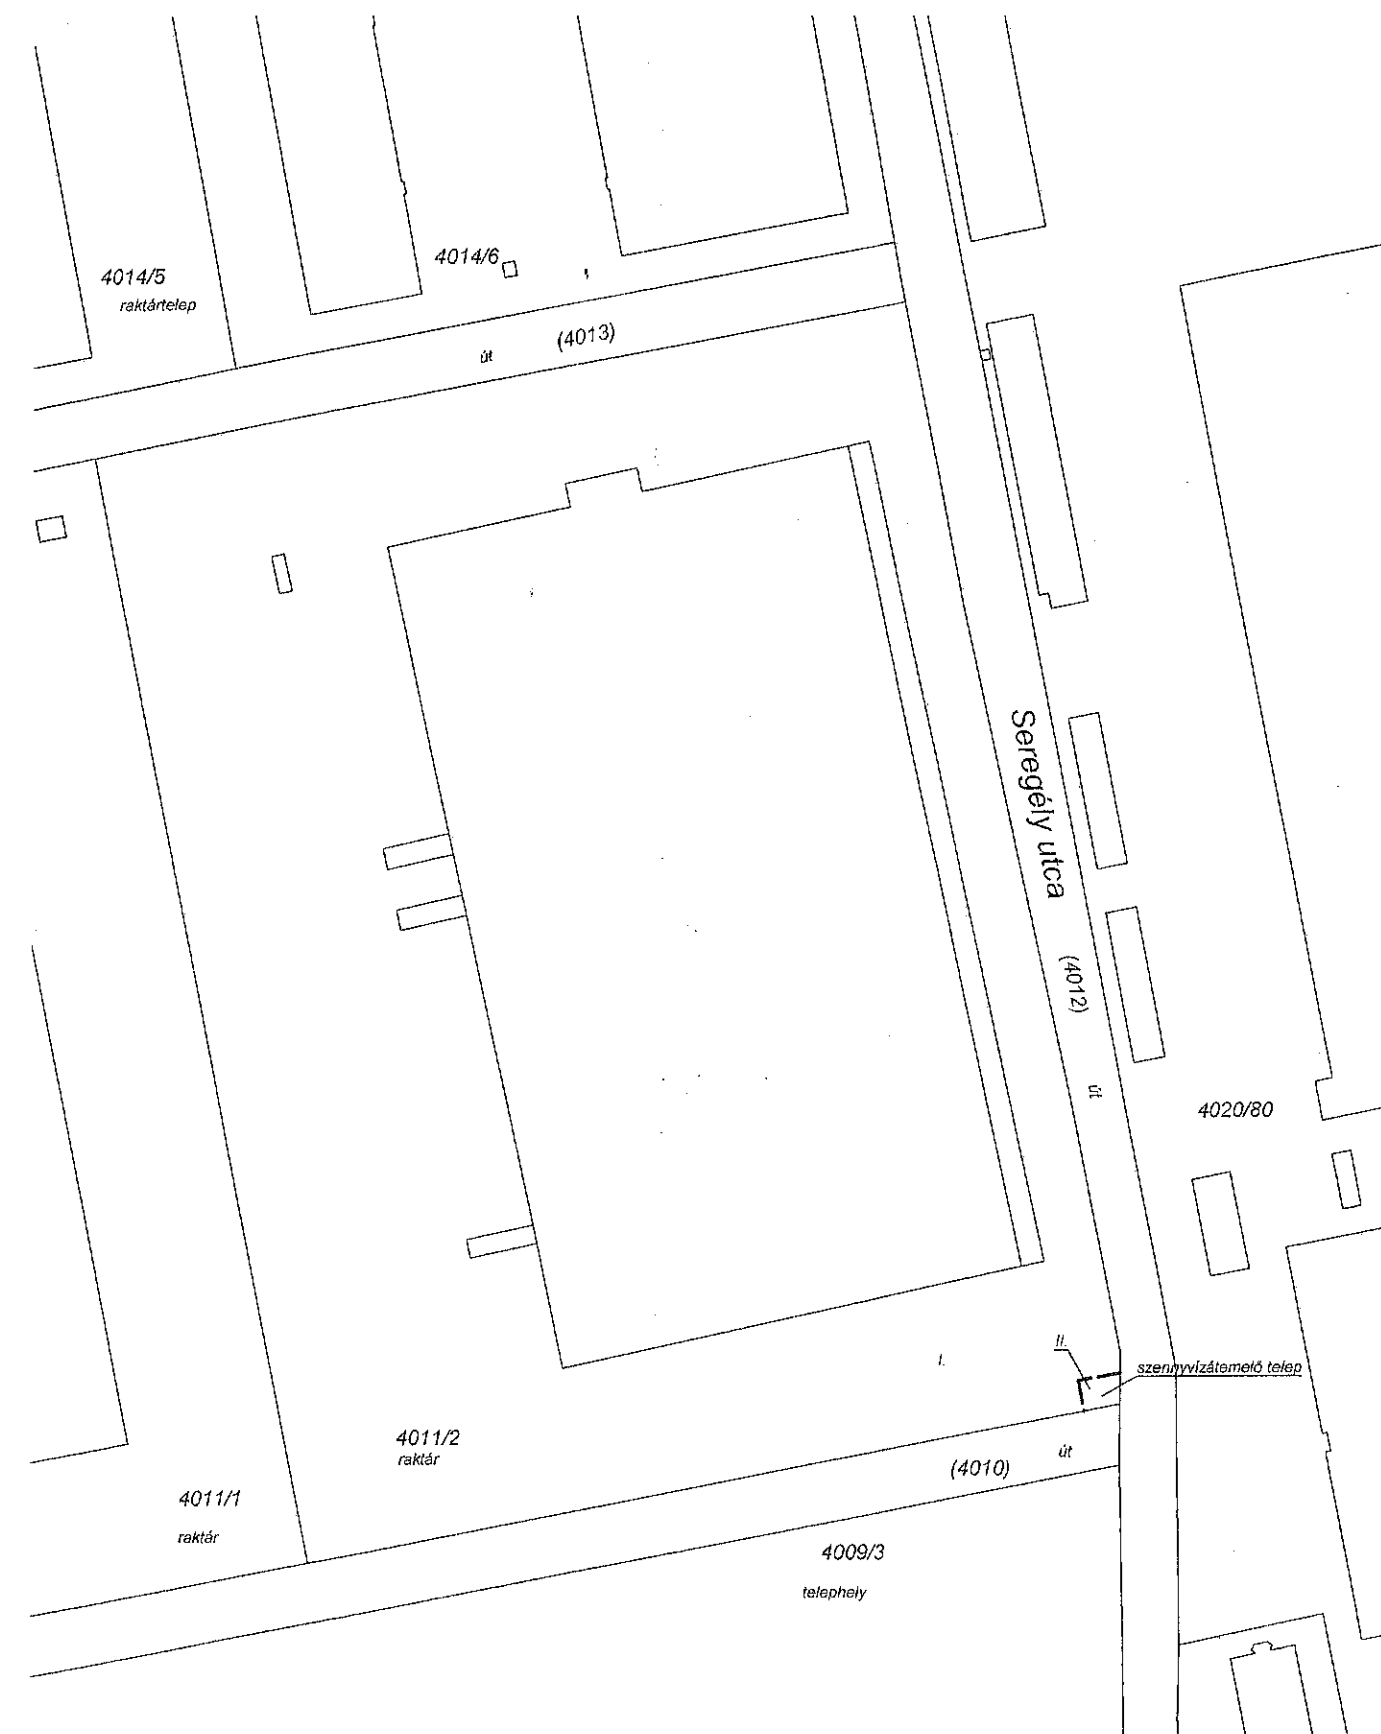 4014/5
raktártelep
4014/6
út
(4013)
Seregély utca
(4012)
út
4020/80
II.
I.
szennyvízátemelő telep
4011/2
raktár
(4010)
út
4011/1
raktár
4009/3
telephely